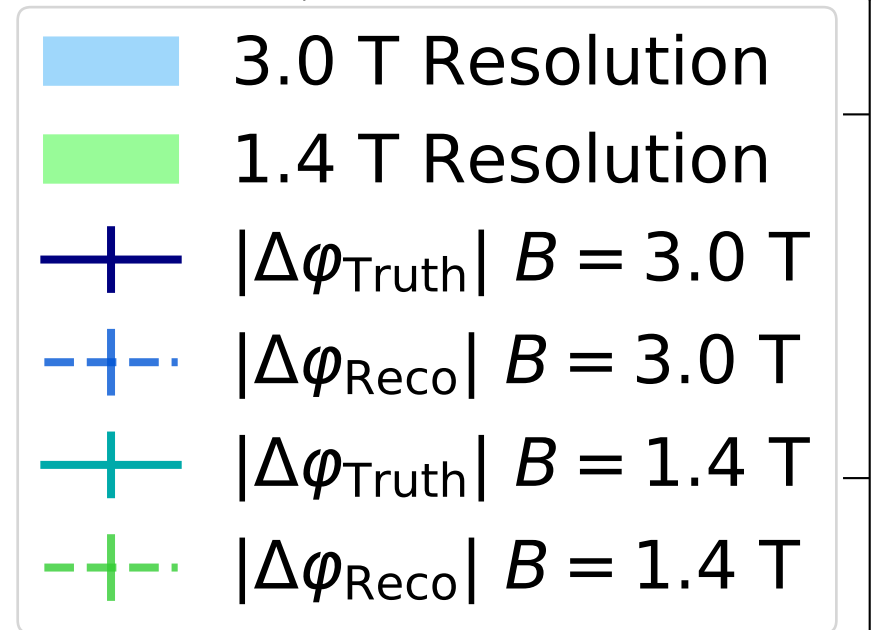 3.0 T Resolution
1.4 T Resolution
|Δφ_Truth| B = 3.0 T
|Δφ_Reco| B = 3.0 T
|Δφ_Truth| B = 1.4 T
|Δφ_Reco| B = 1.4 T